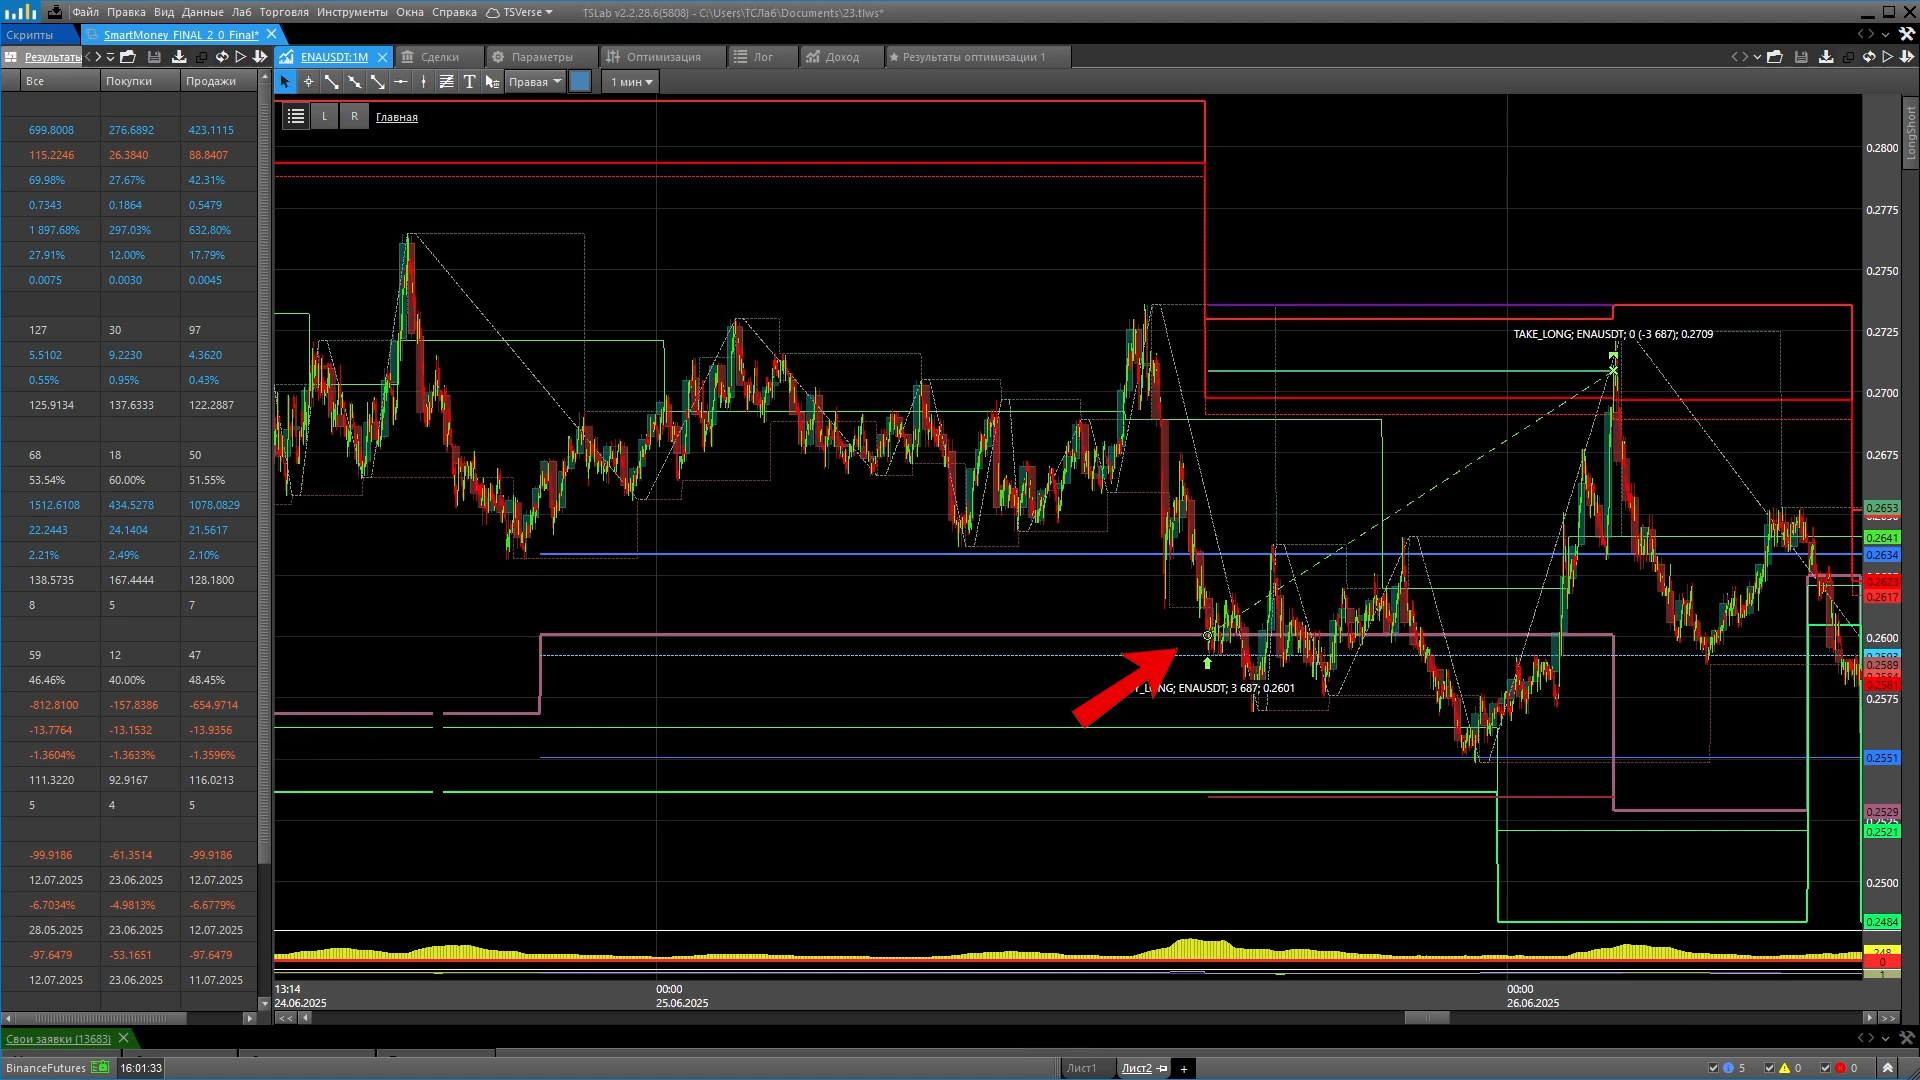 Файл Правка Вид Данные Лаб Торговля Инструменты Окна Справка TSVerse TSLab v2.2.28.6(5808) - C:\Users\ТСЛаб\Documents\23.tlws*
Скрипты SmartMoney_FINAL_2_0_Final*
Результаты ENAUSDT:1M Сделки Параметры Оптимизация Лог Доход Результаты оптимизации 1
Правая 1 мин
Все Покупки Продажи
L R Главная
LongShort
699.8008 276.6892 423.1115
115.2246 26.3840 88.8407
69.98% 27.67% 42.31%
0.7343 0.1864 0.5479
1 897.68% 297.03% 632.80%
27.91% 12.00% 17.79%
0.0075 0.0030 0.0045
127 30 97
5.5102 9.2230 4.3620
0.55% 0.95% 0.43%
125.9134 137.6333 122.2887
68 18 50
53.54% 60.00% 51.55%
1512.6108 434.5278 1078.0829
22.2443 24.1404 21.5617
2.21% 2.49% 2.10%
138.5735 167.4444 128.1800
8 5 7
59 12 47
46.46% 40.00% 48.45%
-812.8100 -157.8386 -654.9714
-13.7764 -13.1532 -13.9356
-1.3604% -1.3633% -1.3596%
111.3220 92.9167 116.0213
5 4 5
-99.9186 -61.3514 -99.9186
12.07.2025 23.06.2025 12.07.2025
-6.7034% -4.9813% -6.6779%
28.05.2025 23.06.2025 12.07.2025
-97.6479 -53.1651 -97.6479
12.07.2025 23.06.2025 11.07.2025
TAKE_LONG; ENAUSDT; 0 (-3 687); 0.2709
_LONG; ENAUSDT; 3 687; 0.2601
0.2800
0.2775
0.2750
0.2725
0.2700
0.2675
0.2653
0.2641
0.2634
0.2623
0.2617
0.2600
0.2589
0.2581
0.2575
0.2551
0.2529
0.2521
0.2500
0.2484
248
0
1
13:14 00:00 00:00
24.06.2025 25.06.2025 26.06.2025
<< >>
Свои заявки (13683)
BinanceFutures 16:01:33 Лист1 Лист2 + 5 0 0